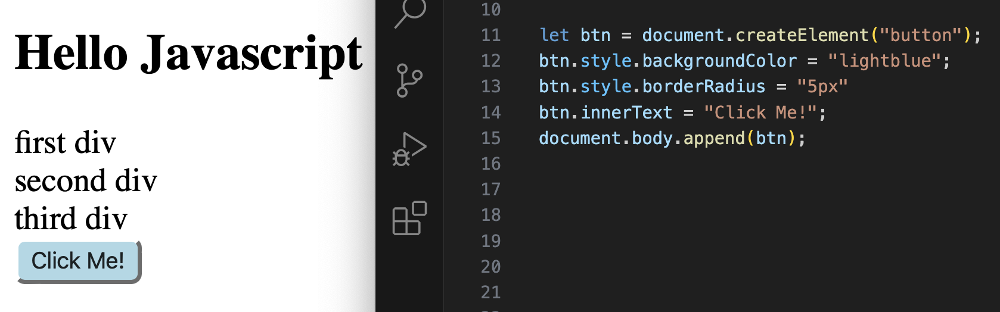 Hello Javascript
first div
second div
third div
Click Me!
10
11 let btn = document.createElement("button");
12 btn.style.backgroundColor = "lightblue";
13 btn.style.borderRadius = "5px"
14 btn.innerText = "Click Me!";
15 document.body.append(btn);
16
17
18
19
20
21